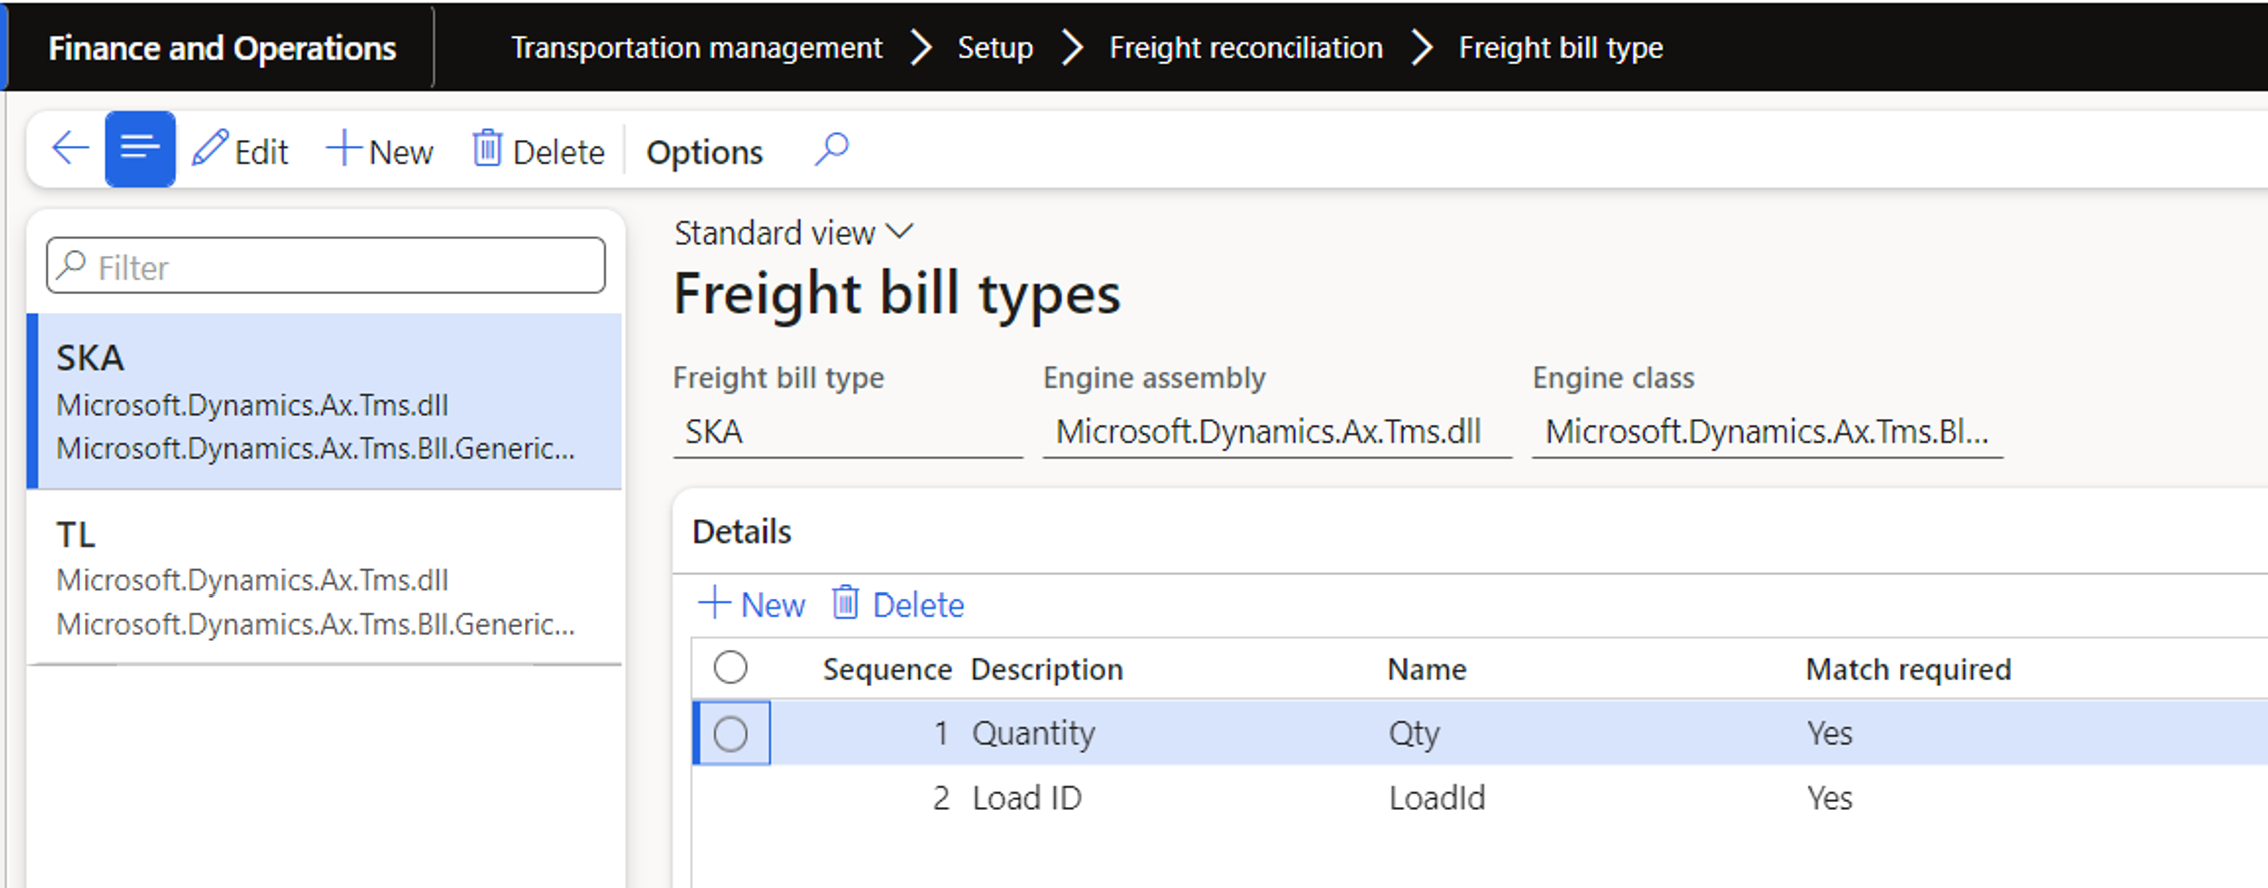 Finance and Operations
Transportation management > Setup > Freight reconciliation > Freight bill type
Edit New Delete Options
Filter
SKA
Microsoft.Dynamics.Ax.Tms.dll
Microsoft.Dynamics.Ax.Tms.Bll.Generic...
TL
Microsoft.Dynamics.Ax.Tms.dll
Microsoft.Dynamics.Ax.Tms.Bll.Generic...
Standard view
Freight bill types
Freight bill type Engine assembly Engine class
SKA Microsoft.Dynamics.Ax.Tms.dll Microsoft.Dynamics.Ax.Tms.Bl...
Details
New Delete
Sequence Description Name Match required
1 Quantity Qty Yes
2 Load ID LoadId Yes